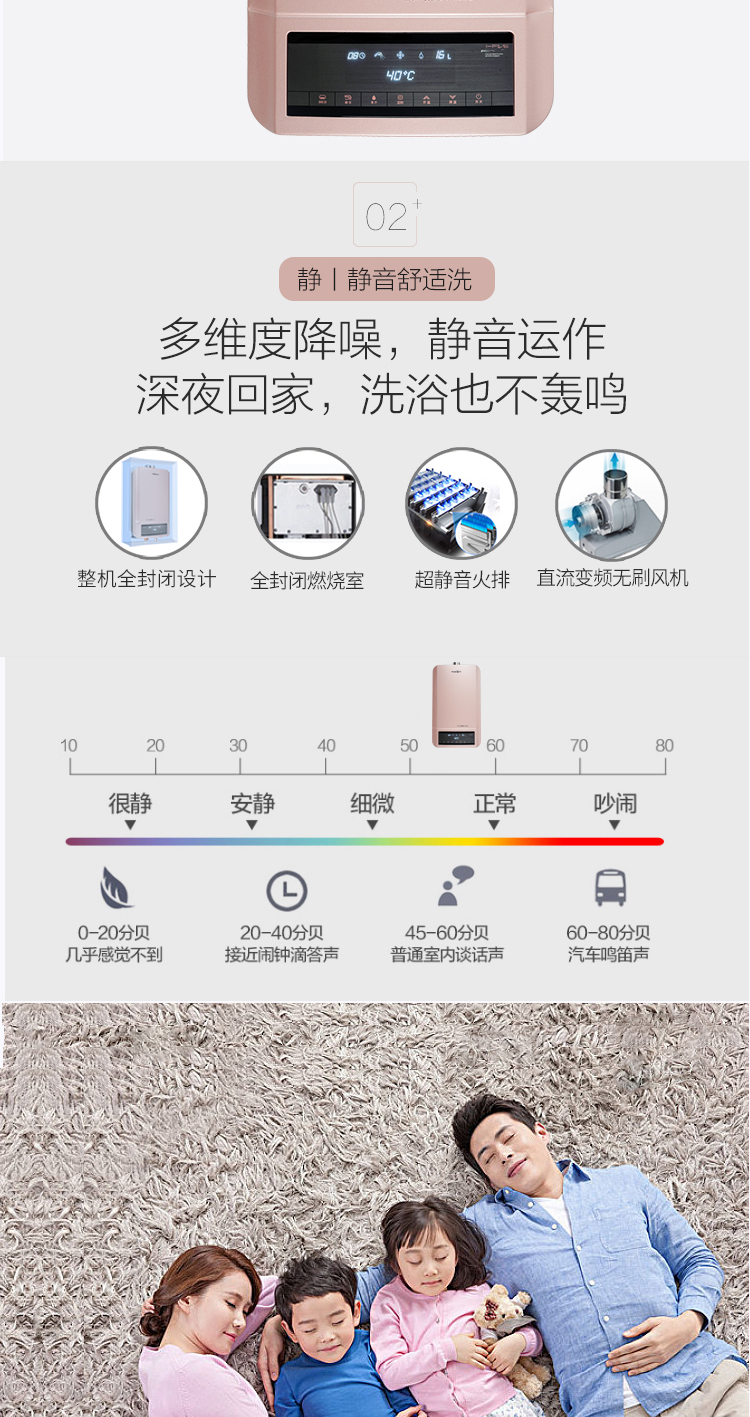 08
16 L
40°C
02+
静丨静音舒适洗
多维度降噪，静音运作
深夜回家，洗浴也不轰鸣
整机全封闭设计 全封闭燃烧室 超静音火排 直流变频无刷风机
10 20 30 40 50 60 70 80
很静 安静 细微 正常 吵闹
0-20分贝 20-40分贝 45-60分贝 60-80分贝
几乎感觉不到 接近闹钟滴答声 普通室内谈话声 汽车鸣笛声